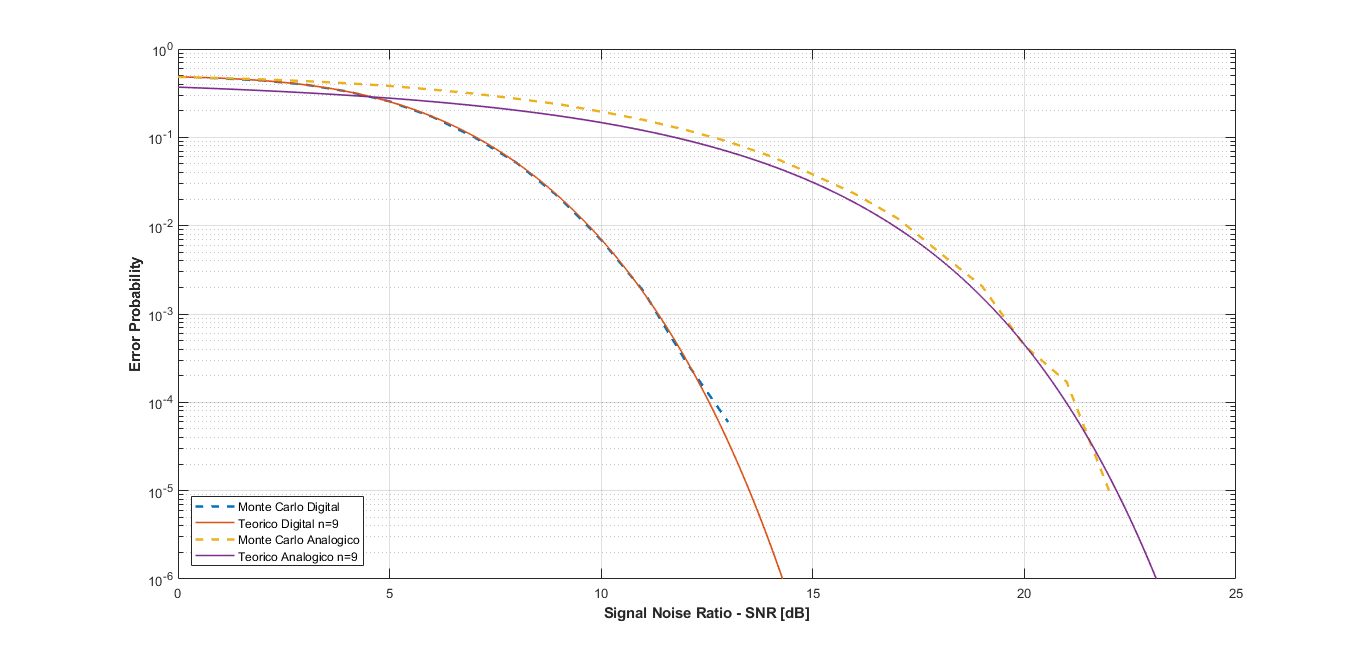 10^0
10^-1
10^-2
10^-3
10^-4
10^-5
10^-6
Error Probability
Monte Carlo Digital
Teorico Digital n=9
Monte Carlo Analogico
Teorico Analogico n=9
0 5 10 15 20 25
Signal Noise Ratio - SNR [dB]